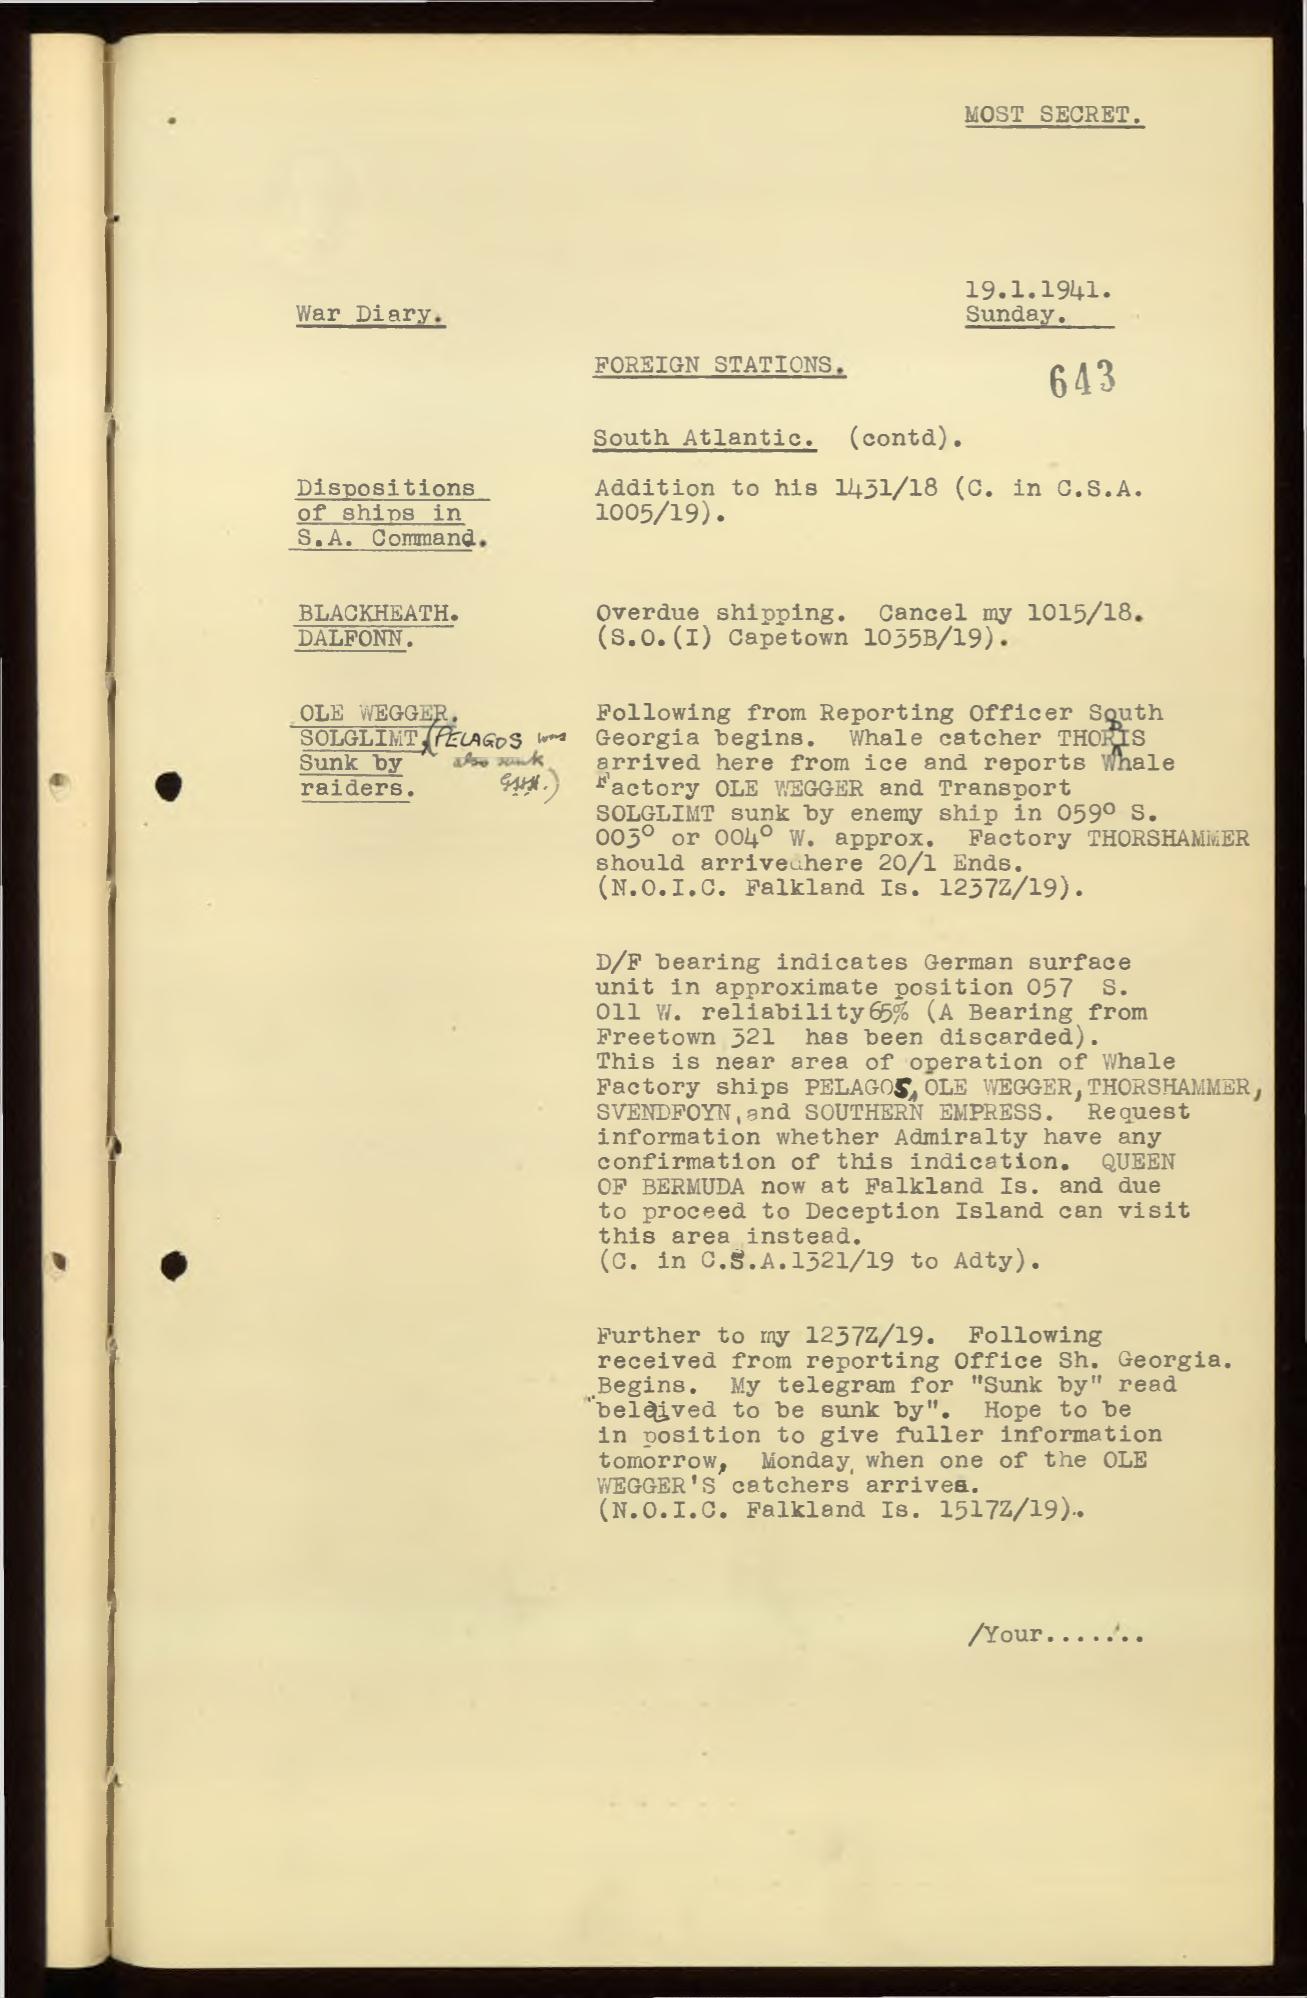 MOST SECRET.
19.1.1941.
War Diary.
Sunday.
FOREIGN STATIONS.
643
South Atlantic. (contd).
Dispositions
of ships in
S.A. Command.
Addition to his 1431/18 (C. in C.S.A.
1005/19).
BLACKHEATH.
DALFONN.
Overdue shipping. Cancel my 1015/18.
(S.O.(I) Capetown 1035B/19).
OLE WEGGER.
SOLGLIMT. (PELAGOS was
also sunk
Sunk by
raiders.
Following from Reporting Officer South
Georgia begins. Whale catcher THORDIS
arrived here from ice and reports Whale
Factory OLE WEGGER and Transport
SOLGLIMT sunk by enemy ship in 059° S.
003° or 004° W. approx. Factory THORSHAMMER
should arrive here 20/1 Ends.
(N.O.I.C. Falkland Is. 1237Z/19).
D/F bearing indicates German surface
unit in approximate position 057 S.
011 W. reliability 65% (A Bearing from
Freetown 321 has been discarded).
This is near area of operation of Whale
Factory ships PELAGOS, OLE WEGGER, THORSHAMMER,
SVENDFOYN, and SOUTHERN EMPRESS. Request
information whether Admiralty have any
confirmation of this indication. QUEEN
OF BERMUDA now at Falkland Is. and due
to proceed to Deception Island can visit
this area instead.
(C. in C.S.A.1321/19 to Adty).
Further to my 1237Z/19. Following
received from reporting Office Sh. Georgia.
Begins. My telegram for "Sunk by" read
"beleived to be sunk by". Hope to be
in position to give fuller information
tomorrow, Monday, when one of the OLE
WEGGER'S catchers arrives.
(N.O.I.C. Falkland Is. 1517Z/19).
/Your.......